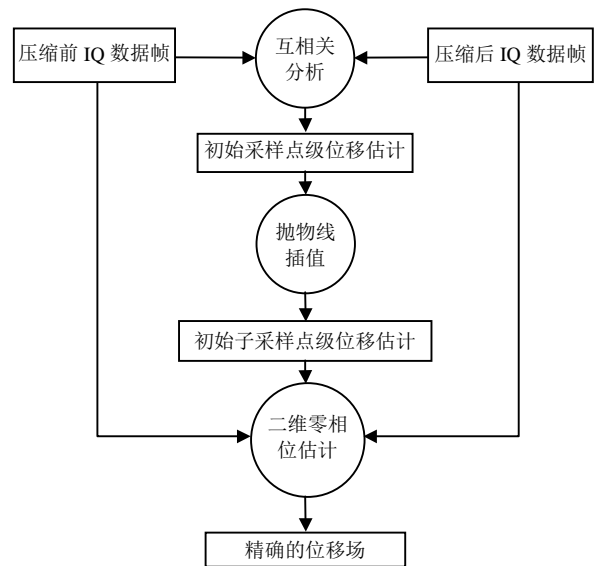 压缩前 IQ 数据帧
互相关
分析
压缩后 IQ 数据帧
初始采样点级位移估计
抛物线
插值
初始子采样点级位移估计
二维零相
位估计
精确的位移场